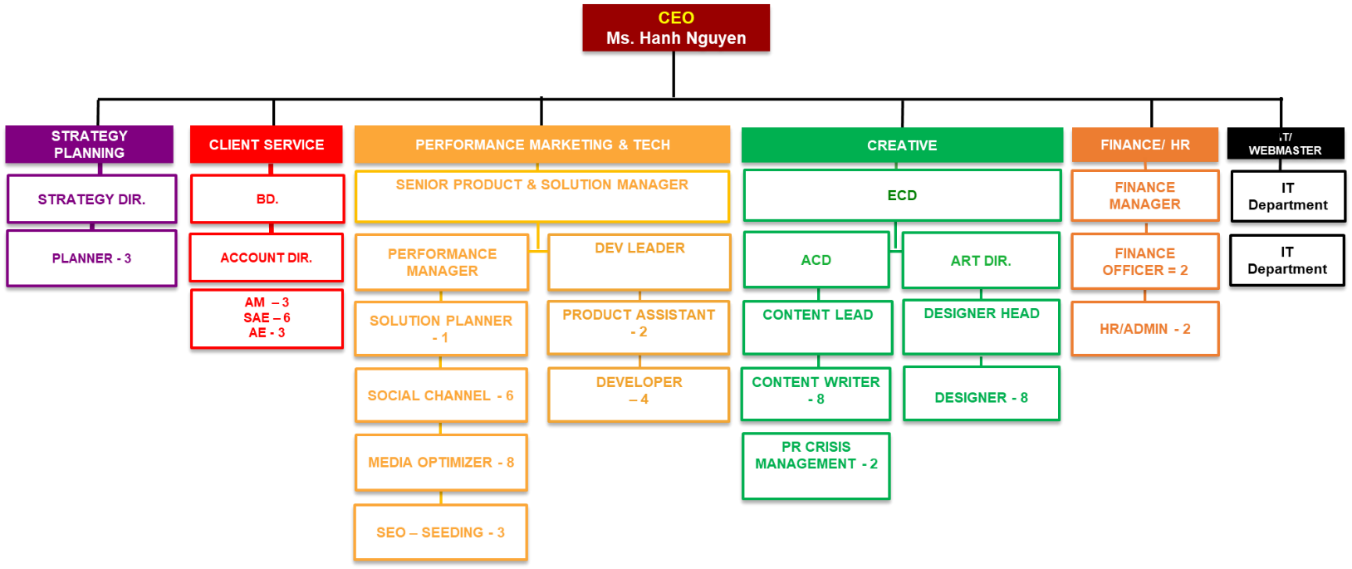 CEO
Ms. Hanh Nguyen
STRATEGY
PLANNING
STRATEGY DIR.
PLANNER - 3
CLIENT SERVICE
BD.
ACCOUNT DIR.
AM – 3
SAE – 6
AE - 3
PERFORMANCE MARKETING & TECH
SENIOR PRODUCT & SOLUTION MANAGER
PERFORMANCE
MANAGER
SOLUTION PLANNER
- 1
SOCIAL CHANNEL - 6
MEDIA OPTIMIZER - 8
SEO – SEEDING - 3
DEV LEADER
PRODUCT ASSISTANT
- 2
DEVELOPER
– 4
CREATIVE
ECD
ACD
CONTENT LEAD
CONTENT WRITER
- 8
PR CRISIS
MANAGEMENT - 2
ART DIR.
DESIGNER HEAD
DESIGNER - 8
FINANCE/ HR
FINANCE
MANAGER
FINANCE
OFFICER = 2
HR/ADMIN - 2
.T/
WEBMASTER
IT
Department
IT
Department